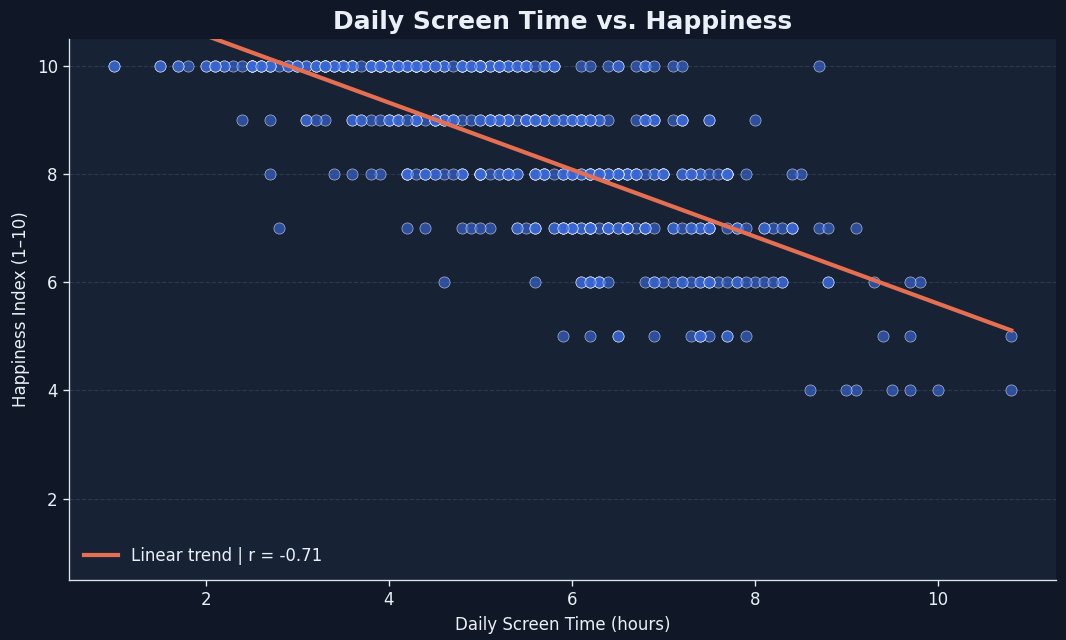 Daily Screen Time vs. Happiness
Happiness Index (1–10)
10
8
6
4
2
Linear trend | r = -0.71
2 4 6 8 10
Daily Screen Time (hours)